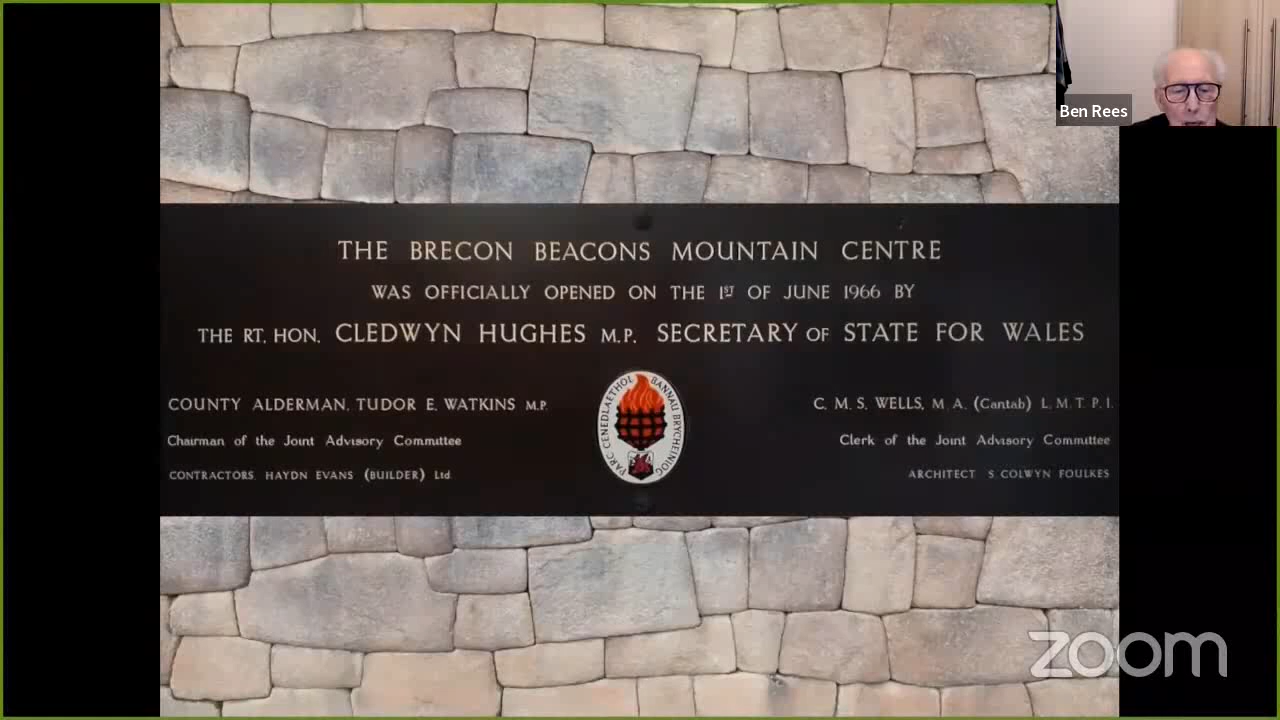 Ben Rees
THE BRECON BEACONS MOUNTAIN CENTRE
WAS OFFICIALLY OPENED ON THE 1ST OF JUNE 1966 BY
THE RT. HON. CLEDWYN HUGHES M.P. SECRETARY OF STATE FOR WALES
COUNTY ALDERMAN, TUDOR E. WATKINS M.P.
Chairman of the Joint Advisory Committee
CONTRACTORS. HAYDN EVANS (BUILDER) Ltd.
PARC CENEDLAETHOL BANNAU BRYCHEINIOG
C. M. S. WELLS, M. A. (Cantab) L. M. T. P. I.
Clerk of the Joint Advisory Committee
ARCHITECT S. COLWYN FOULKES
zoom